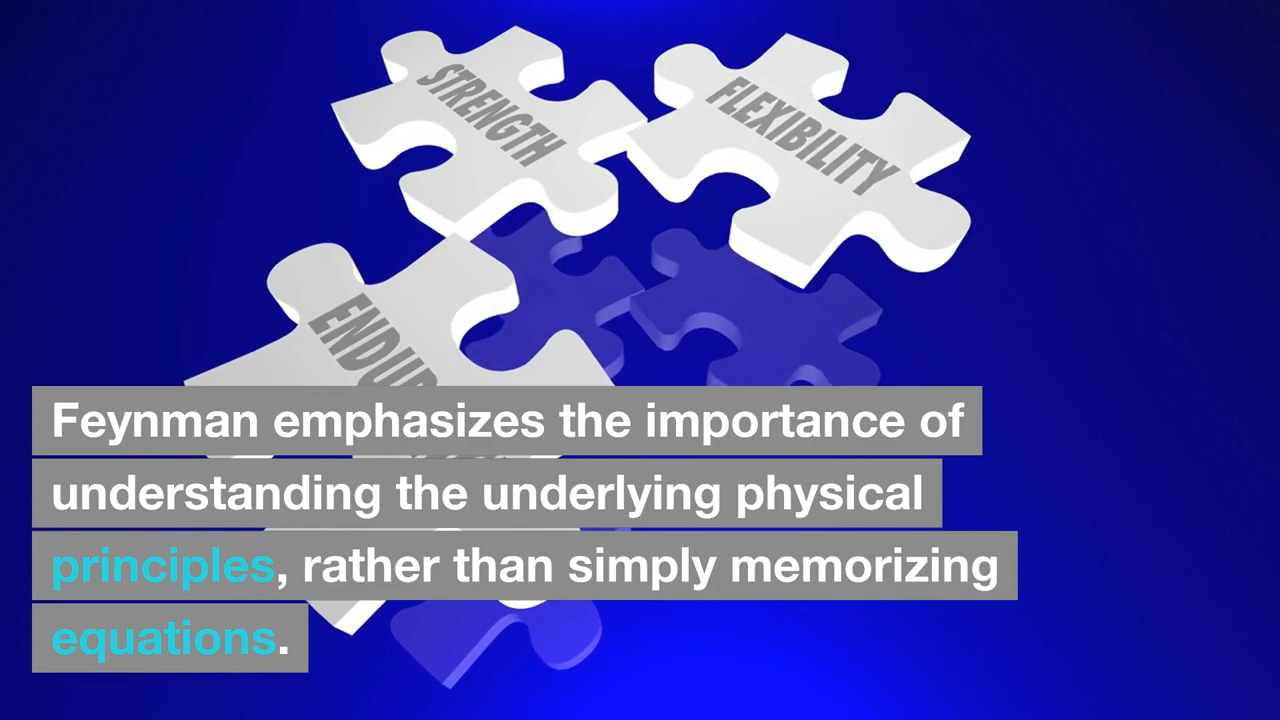 STRENGTH
FLEXIBILITY
Feynman emphasizes the importance of
understanding the underlying physical
principles, rather than simply memorizing
equations.